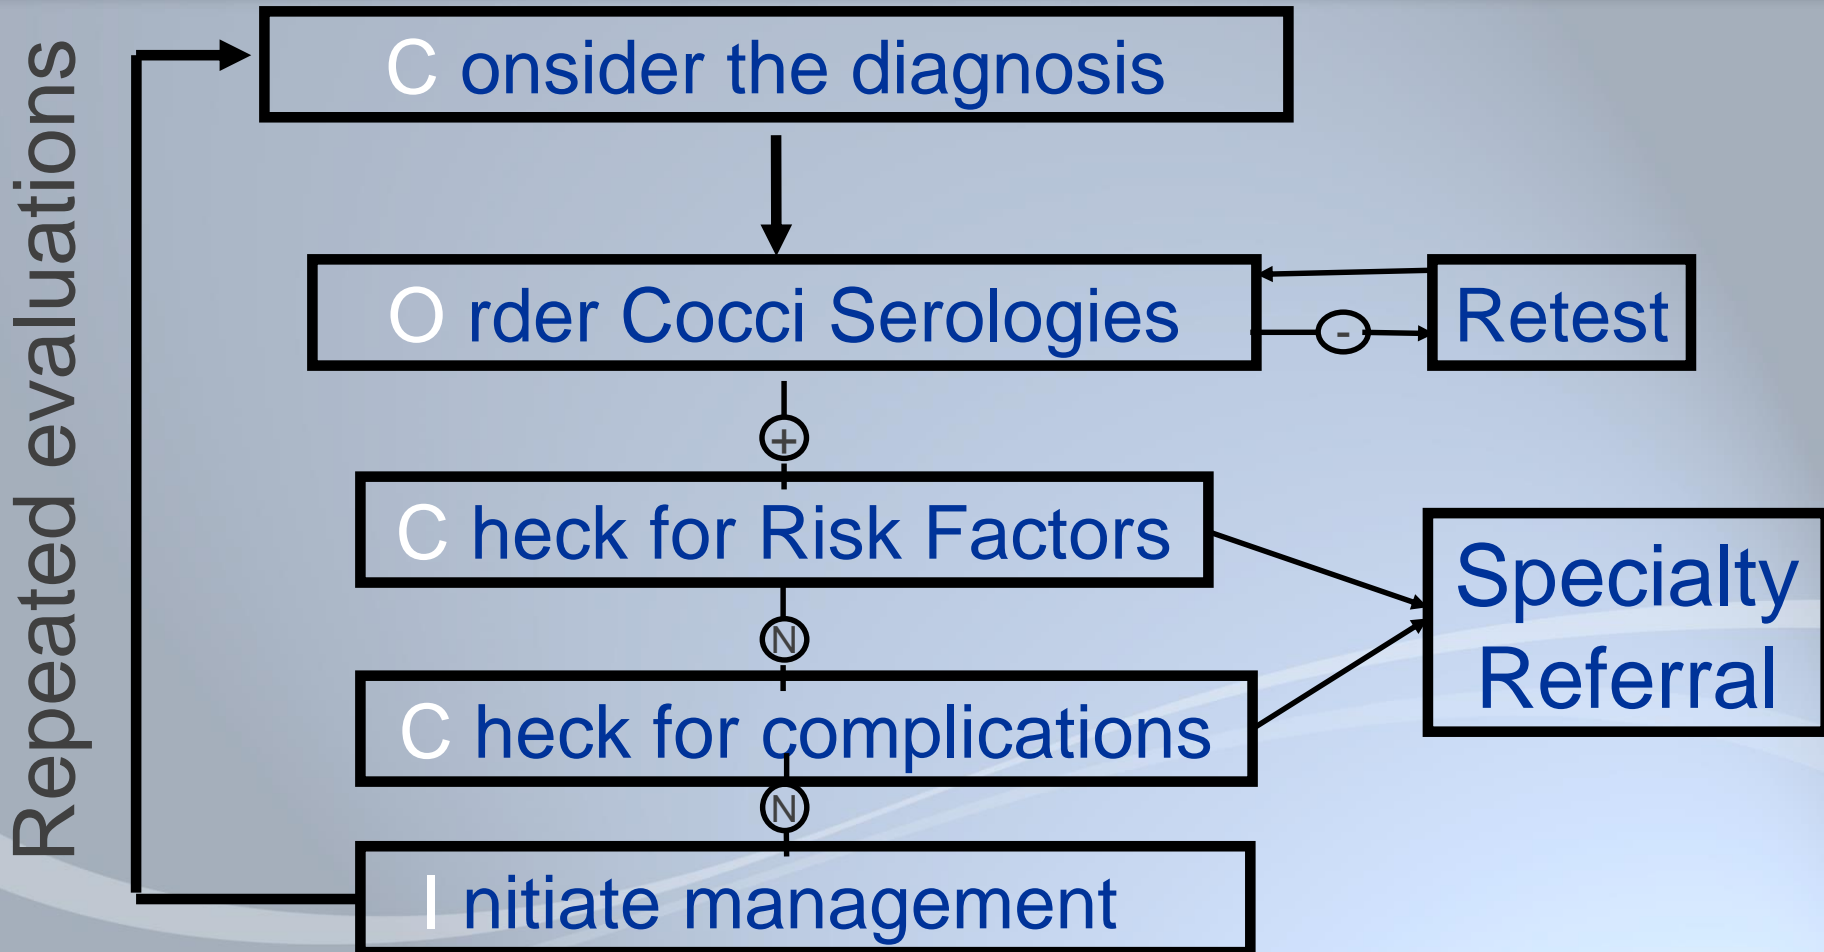 Repeated evaluations
C onsider the diagnosis
O rder Cocci Serologies
-
Retest
+
C heck for Risk Factors
N
Specialty
Referral
C heck for complications
N
I nitiate management